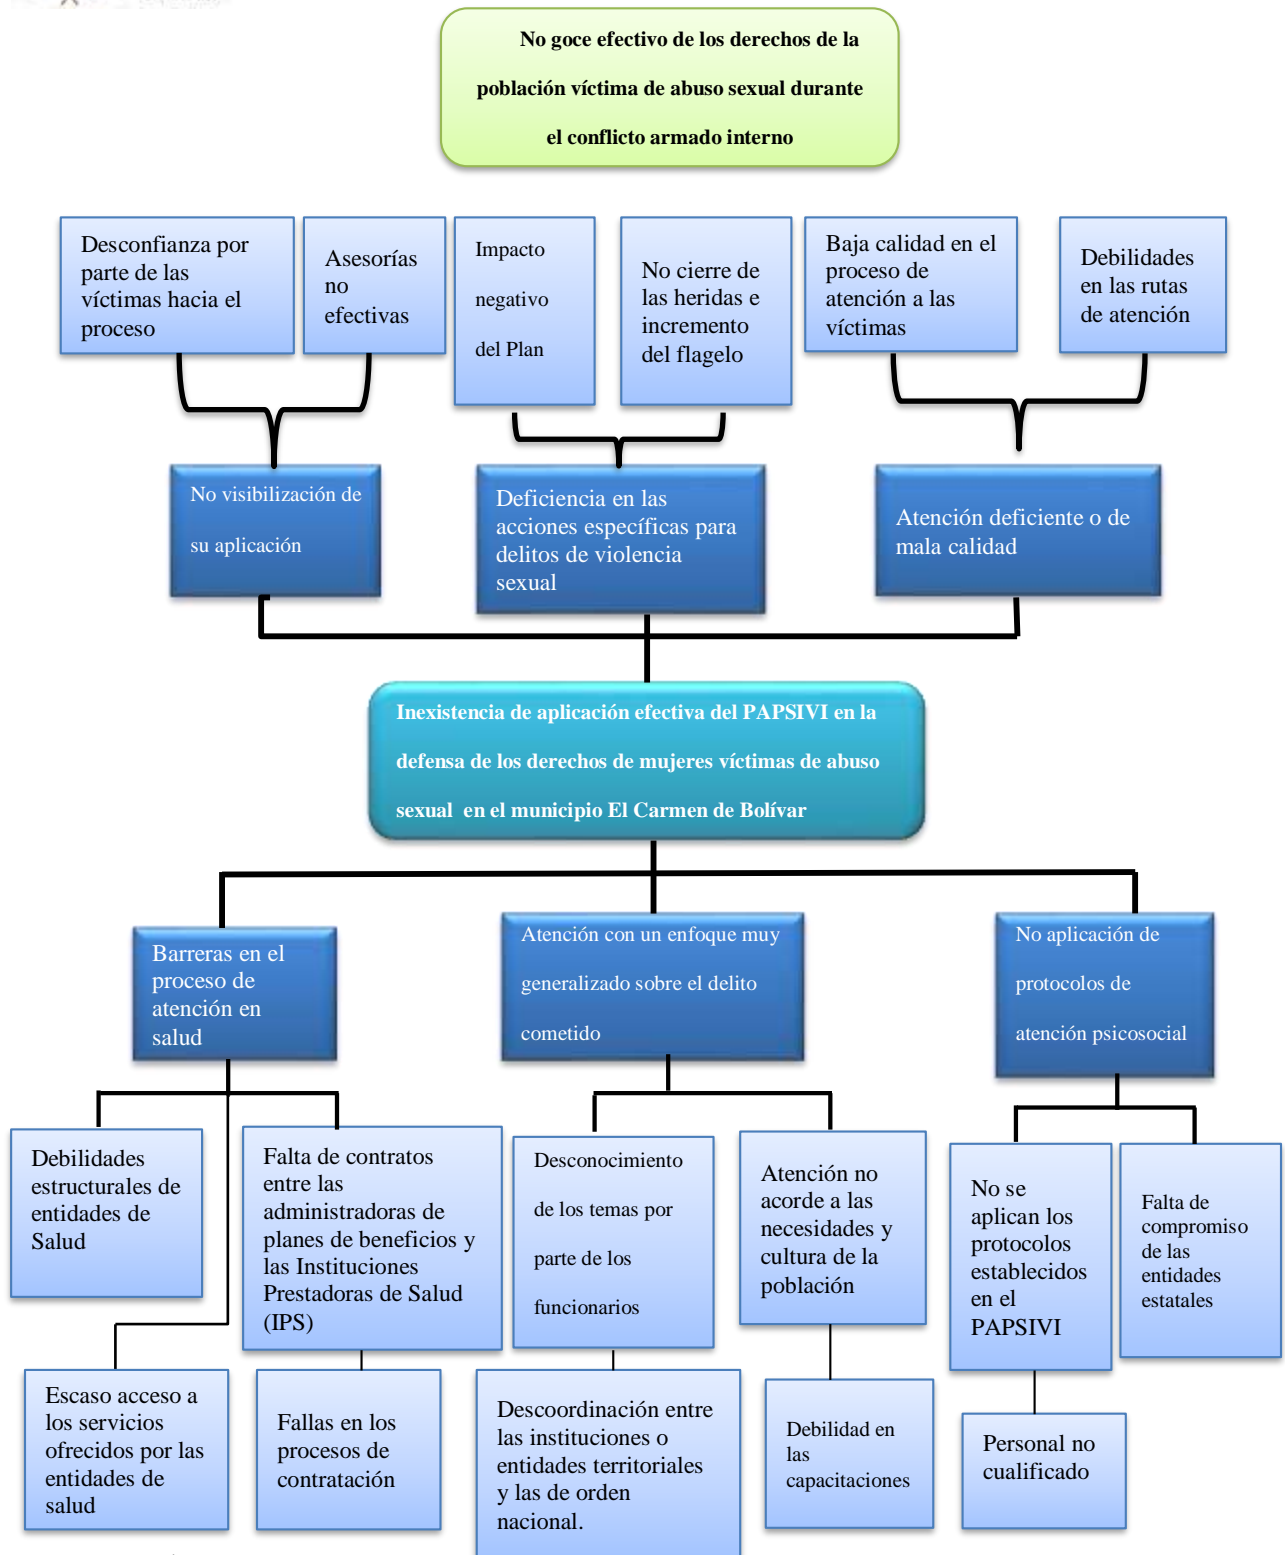 No goce efectivo de los derechos de la
población víctima de abuso sexual durante
el conflicto armado interno
Desconfianza por
parte de las
víctimas hacia el
proceso
Asesorías
no
efectivas
Impacto
negativo
del Plan
No cierre de
las heridas e
incremento
del flagelo
Baja calidad en el
proceso de
atención a las
víctimas
Debilidades
en las rutas
de atención
No visibilización de
su aplicación
Deficiencia en las
acciones específicas para
delitos de violencia
sexual
Atención deficiente o de
mala calidad
Inexistencia de aplicación efectiva del PAPSIVI en la
defensa de los derechos de mujeres víctimas de abuso
sexual en el municipio El Carmen de Bolívar
Barreras en el
proceso de
atención en
salud
Atención con un enfoque muy
generalizado sobre el delito
cometido
No aplicación de
protocolos de
atención psicosocial
Debilidades
estructurales de
entidades de
Salud
Falta de contratos
entre las
administradoras de
planes de beneficios y
las Instituciones
Prestadoras de Salud
(IPS)
Desconocimiento
de los temas por
parte de los
funcionarios
Atención no
acorde a las
necesidades y
cultura de la
población
No se
aplican los
protocolos
establecidos
en el
PAPSIVI
Falta de
compromiso
de las
entidades
estatales
Escaso acceso a
los servicios
ofrecidos por las
entidades de
salud
Fallas en los
procesos de
contratación
Descoordinación entre
las instituciones o
entidades territoriales
y las de orden
nacional.
Debilidad en
las
capacitaciones
Personal no
cualificado